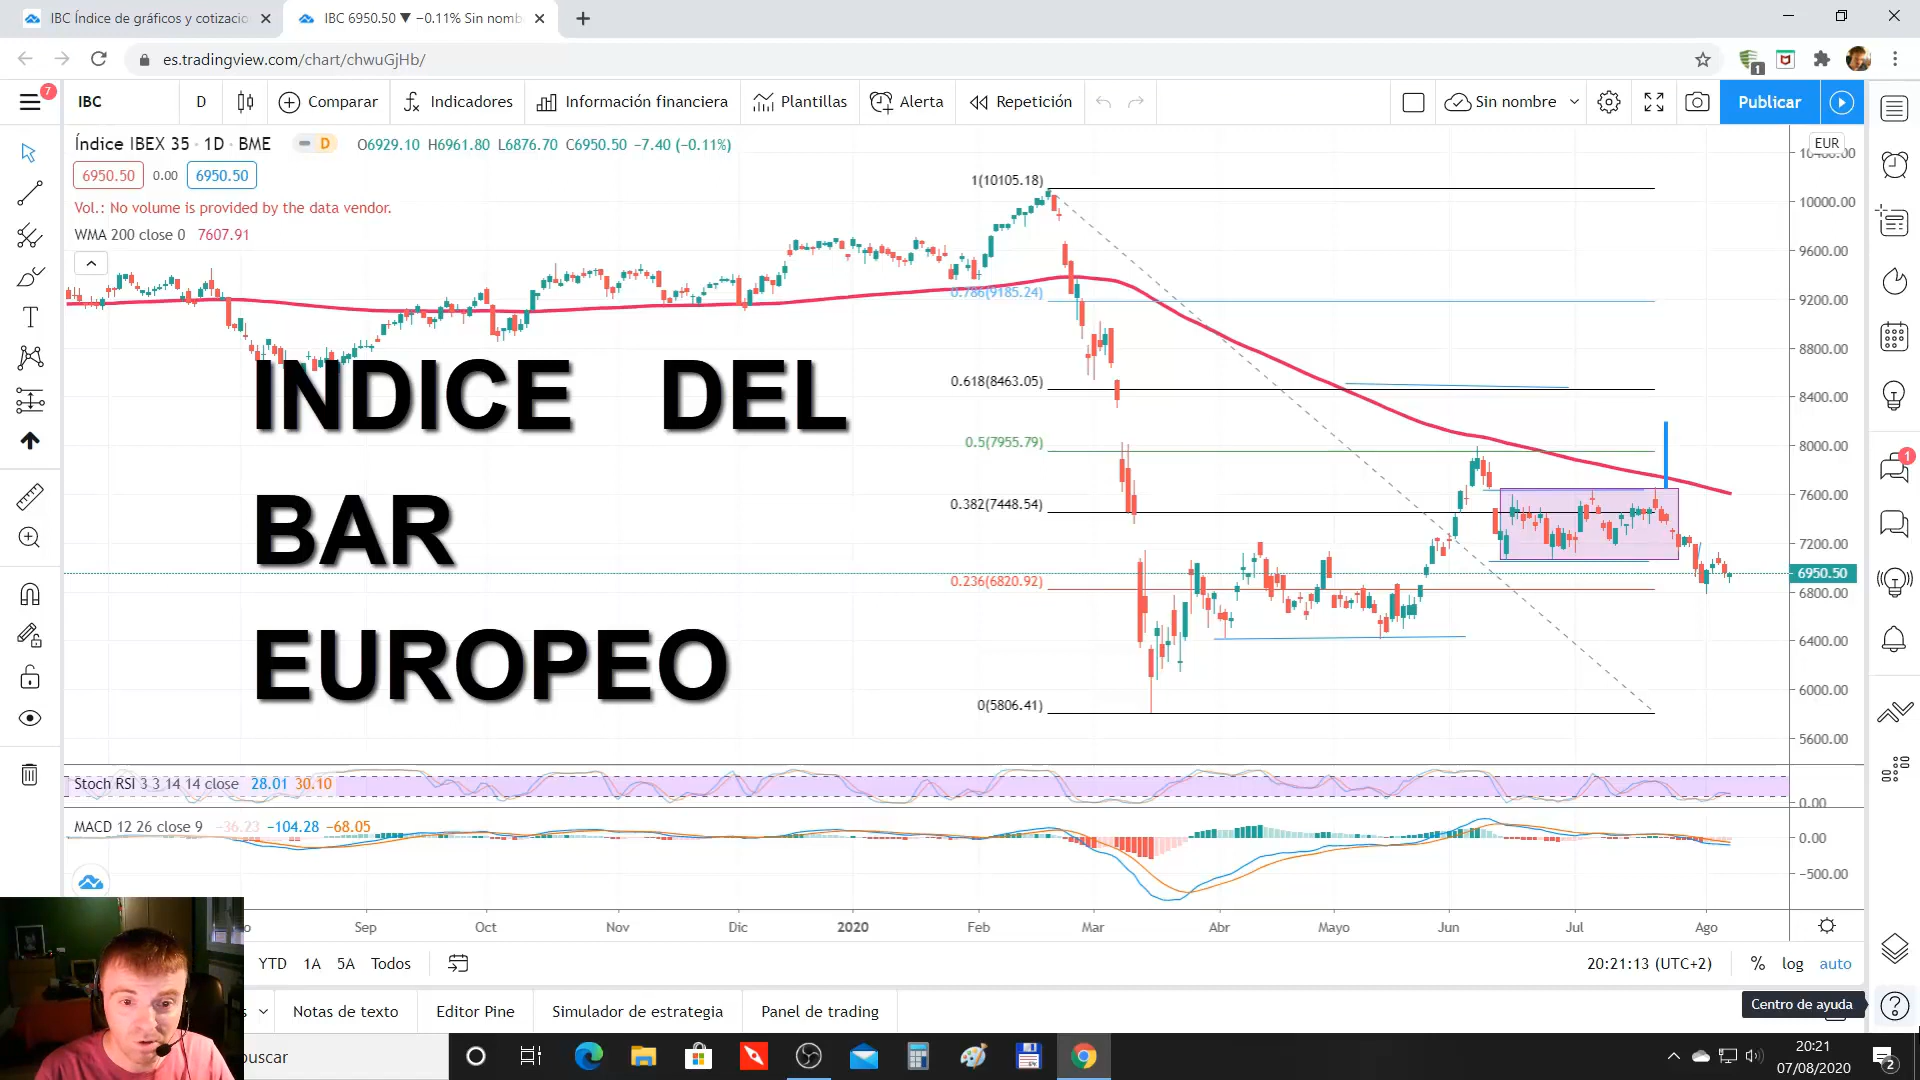 IBC Índice de gráficos y cotizacio
IBC 6950.50 ▼ −0.11% Sin nomb
es.tradingview.com/chart/chwuGjHb/
1
7
IBC
D
Comparar
Indicadores
Información financiera
Plantillas
Alerta
Repetición
Sin nombre
Publicar
Índice IBEX 35 · 1D · BME
D
O6929.10 H6961.80 L6876.70 C6950.50 −7.40 (−0.11%)
EUR
6950.50 0.00 6950.50
Vol.: No volume is provided by the data vendor.
WMA 200 close 0 7607.91
1(10105.18)
0.786(9185.24)
0.618(8463.05)
0.5(7955.79)
0.382(7448.54)
0.236(6820.92)
0(5806.41)
INDICE DEL
BAR
EUROPEO
10400.00
10000.00
9600.00
9200.00
8800.00
8400.00
8000.00
7600.00
7200.00
6950.50
6800.00
6400.00
6000.00
5600.00
1
Stoch RSI 3 3 14 14 close 28.01 30.10
0.00
MACD 12 26 close 9 −36.23 −104.28 −68.05
0.00
−500.00
Sep Oct Nov Dic 2020 Feb Mar Abr Mayo Jun Jul Ago
YTD 1A 5A Todos
20:21:13 (UTC+2) % log auto
Notas de texto
Editor Pine
Simulador de estrategia
Panel de trading
Centro de ayuda
buscar
20:21
07/08/2020
2